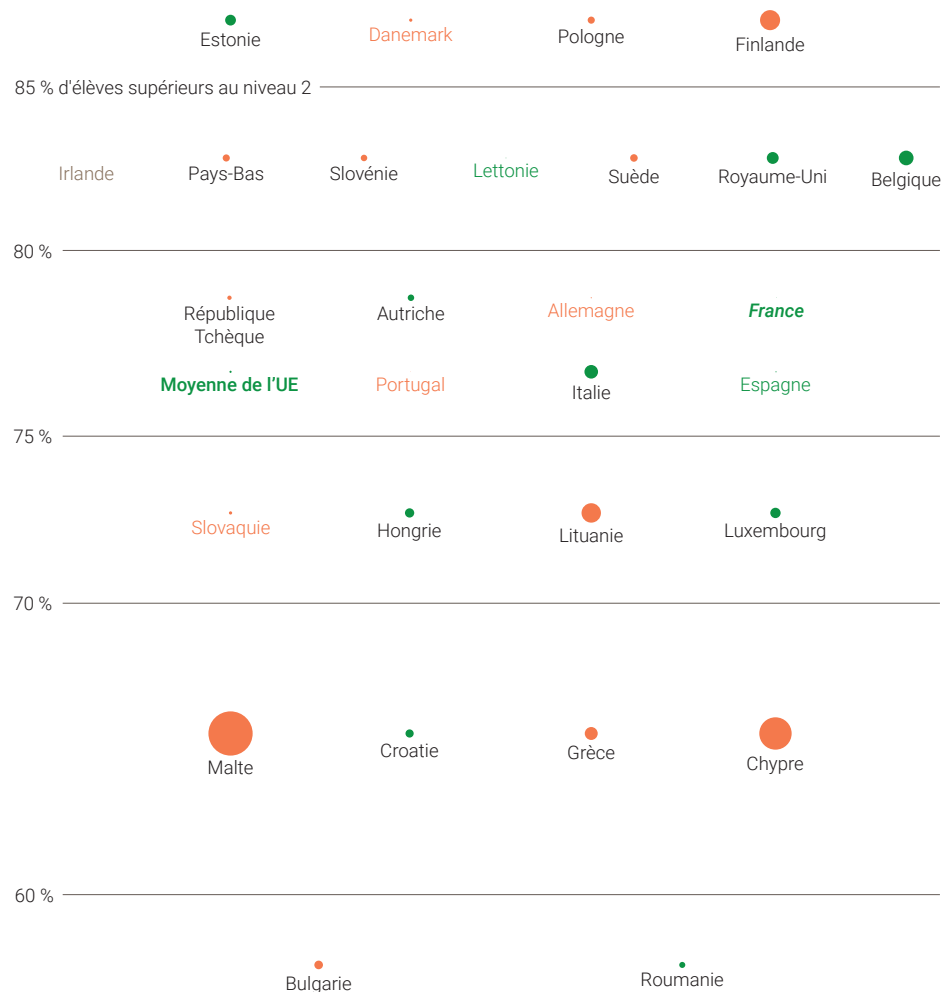 Estonie
Danemark
Pologne
Finlande
85 % d'élèves supérieurs au niveau 2
Irlande
Pays-Bas
Slovénie
Lettonie
Suède
Royaume-Uni
Belgique
80 %
République
Tchèque
Autriche
Allemagne
France
Moyenne de l’UE
Portugal
Italie
Espagne
75 %
Slovaquie
Hongrie
Lituanie
Luxembourg
70 %
Malte
Croatie
Grèce
Chypre
60 %
Bulgarie
Roumanie